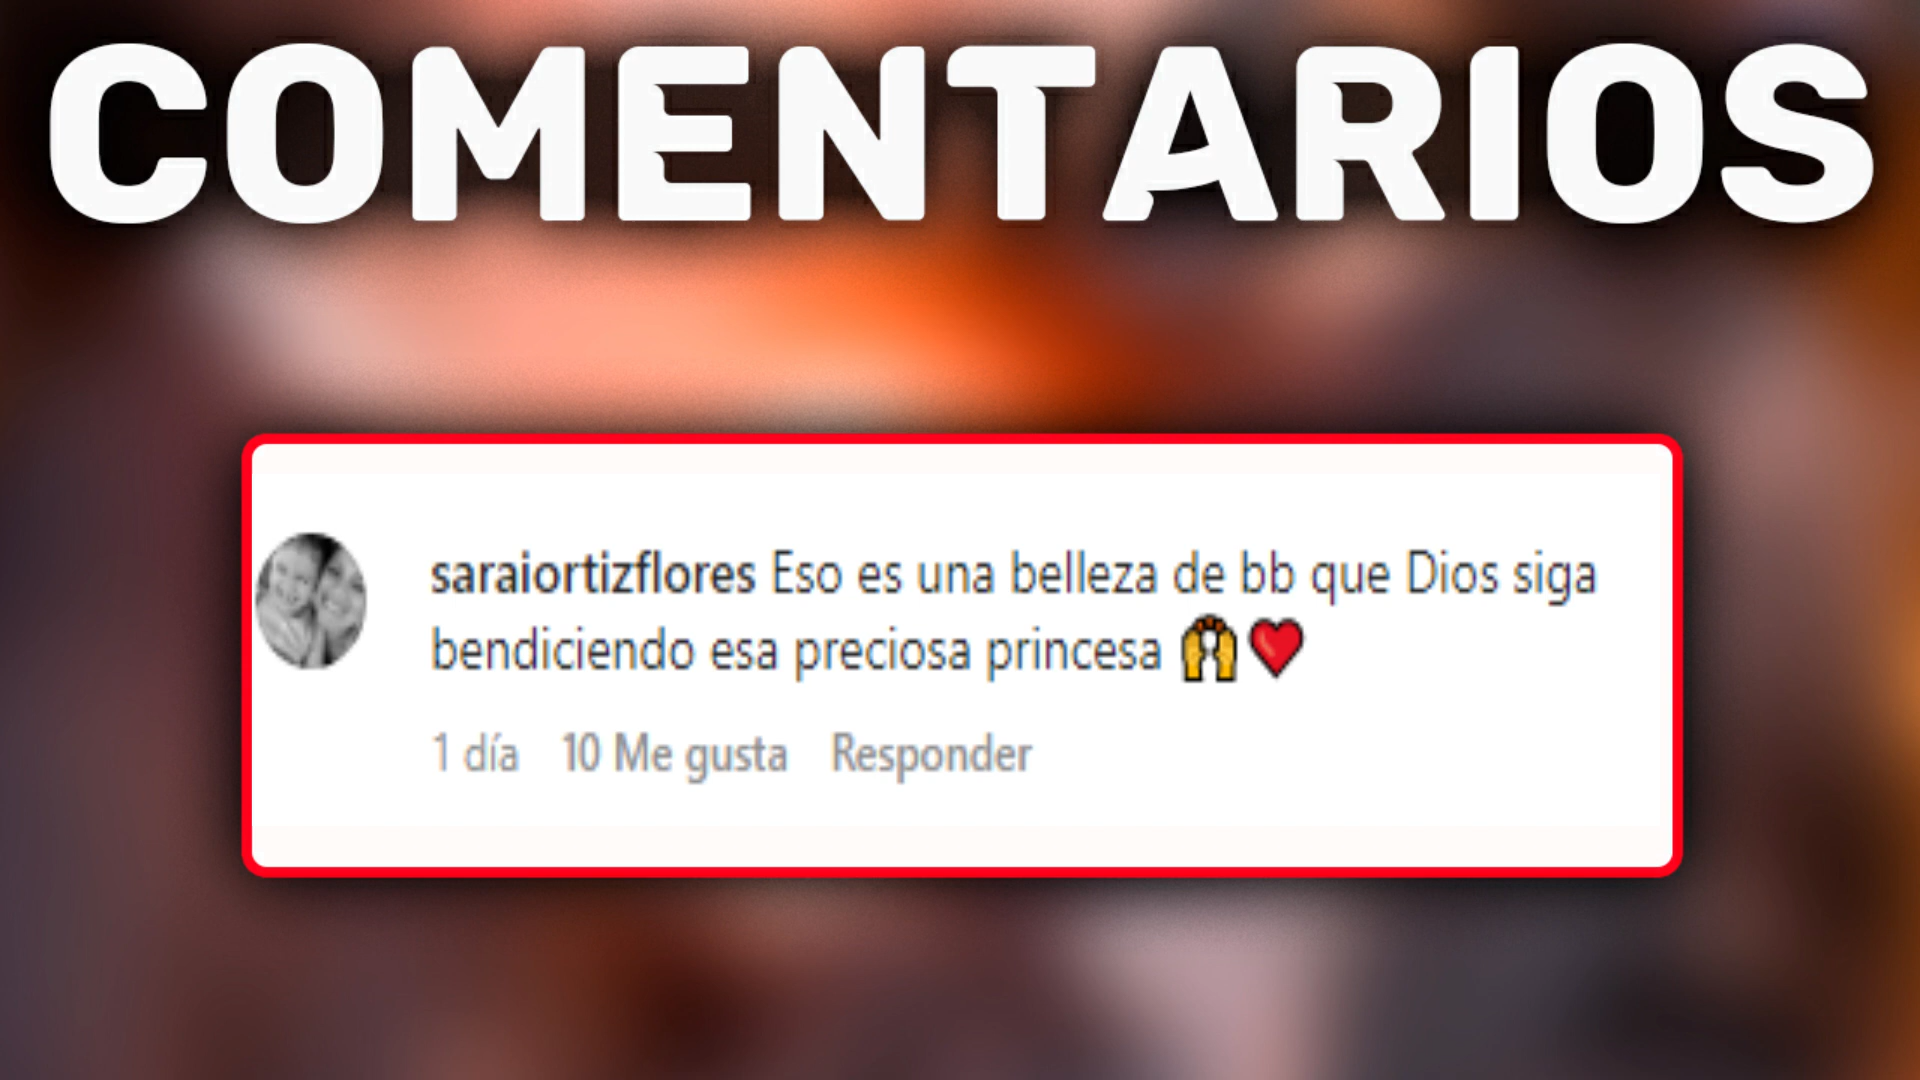 COMENTARIOS
saraiortizflores Eso es una belleza de bb que Dios siga
bendiciendo esa preciosa princesa 🙌❤️
1 día 10 Me gusta Responder